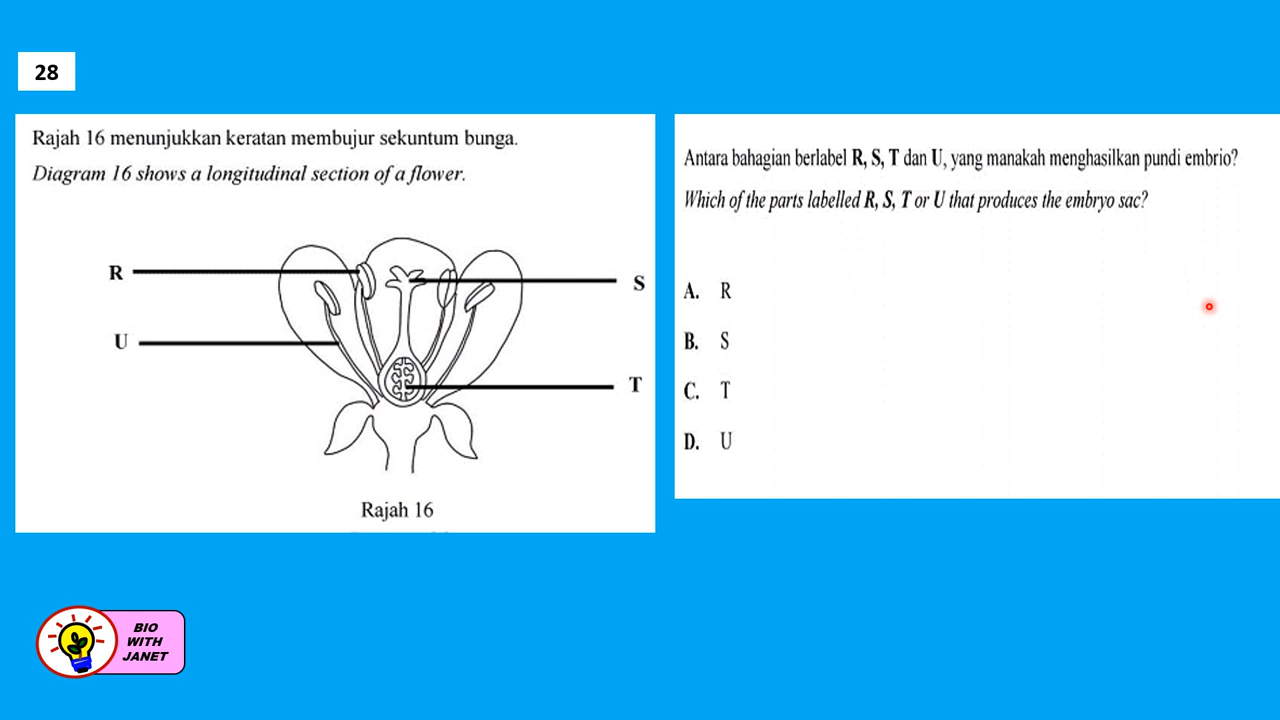 28
Rajah 16 menunjukkan keratan membujur sekuntum bunga.
Diagram 16 shows a longitudinal section of a flower.
R
S
U
T
Rajah 16
Antara bahagian berlabel R, S, T dan U, yang manakah menghasilkan pundi embrio?
Which of the parts labelled R, S, T or U that produces the embryo sac?
A. R
B. S
C. T
D. U
BIO
WITH
JANET